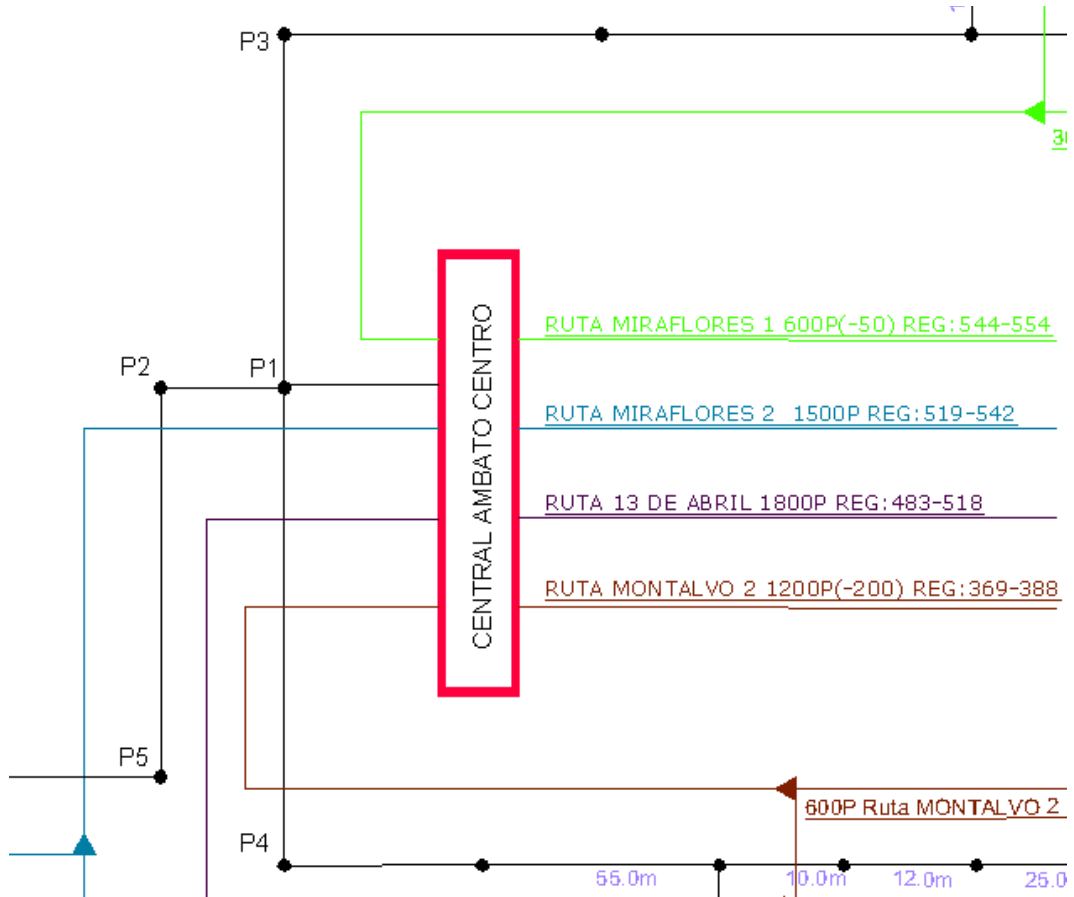 P3
RUTA MIRAFLORES 1 600P(-50) REG:544-554
P2
P1
RUTA MIRAFLORES 2 1500P REG:519-542
CENTRAL AMBATO CENTRO
RUTA 13 DE ABRIL 1800P REG:483-518
RUTA MONTALVO 2 1200P(-200) REG:369-388
P5
600P Ruta MONTALVO 2
P4
55.0m
10.0m
12.0m